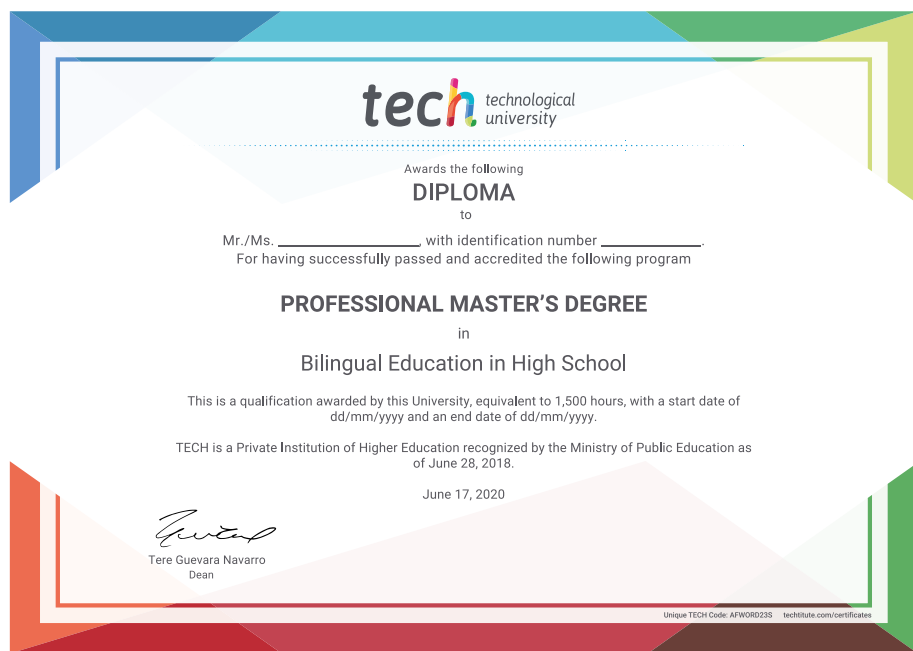 tech technological
university
Awards the following
DIPLOMA
to
Mr./Ms. ____________________, with identification number ______________.
For having successfully passed and accredited the following program
PROFESSIONAL MASTER'S DEGREE
in
Bilingual Education in High School
This is a qualification awarded by this University, equivalent to 1,500 hours, with a start date of
dd/mm/yyyy and an end date of dd/mm/yyyy.
TECH is a Private Institution of Higher Education recognized by the Ministry of Public Education as
of June 28, 2018.
June 17, 2020
Tere Guevara Navarro
Dean
Unique TECH Code: AFWORD23S techtitute.com/certificates